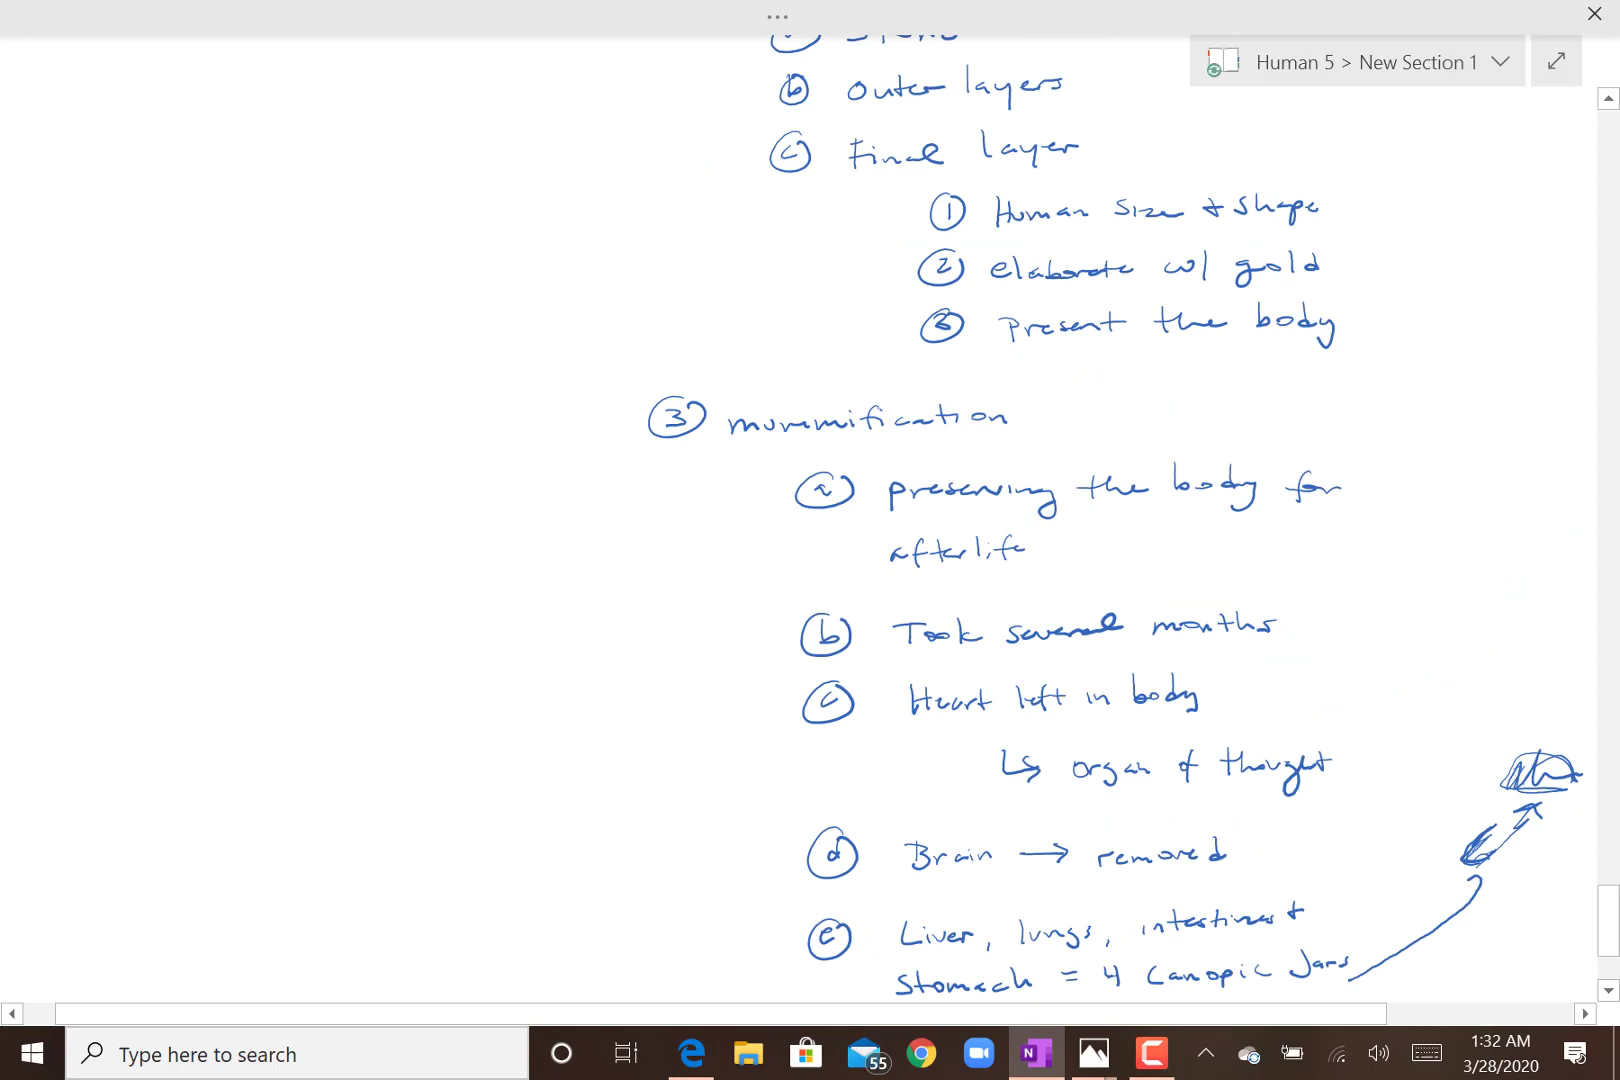 Human 5 > New Section 1
b Outer layers
c Final layer
1 Human size + shape
2 elaborate w/ gold
3 Present the body
3 mummification
a preserving the body for
afterlife
b Took several months
c Heart left in body
↳ organ of thought
d Brain → removed
e Liver, lungs, intestines +
stomach = 4 Canopic Jars
Type here to search
55
N
1:32 AM
3/28/2020